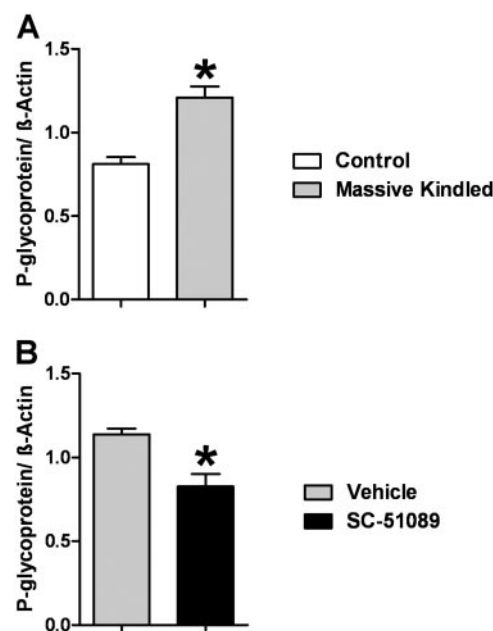 A
P-glycoprotein/ ß-Actin
1.5
1.0
0.5
0.0
*
Control
Massive Kindled
B
P-glycoprotein/ ß-Actin
1.5
1.0
0.5
0.0
*
Vehicle
SC-51089